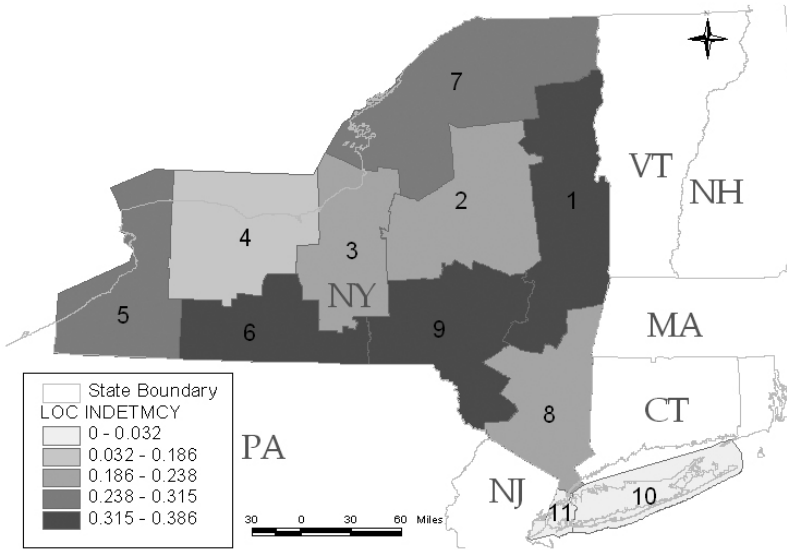 7
VT
NH
2
1
4
3
NY
5
6
9
MA
8
CT
PA
NJ
10
11
State Boundary
LOC INDETMCY
0 - 0.032
0.032 - 0.186
0.186 - 0.238
0.238 - 0.315
0.315 - 0.386
30 0 30 60 Miles